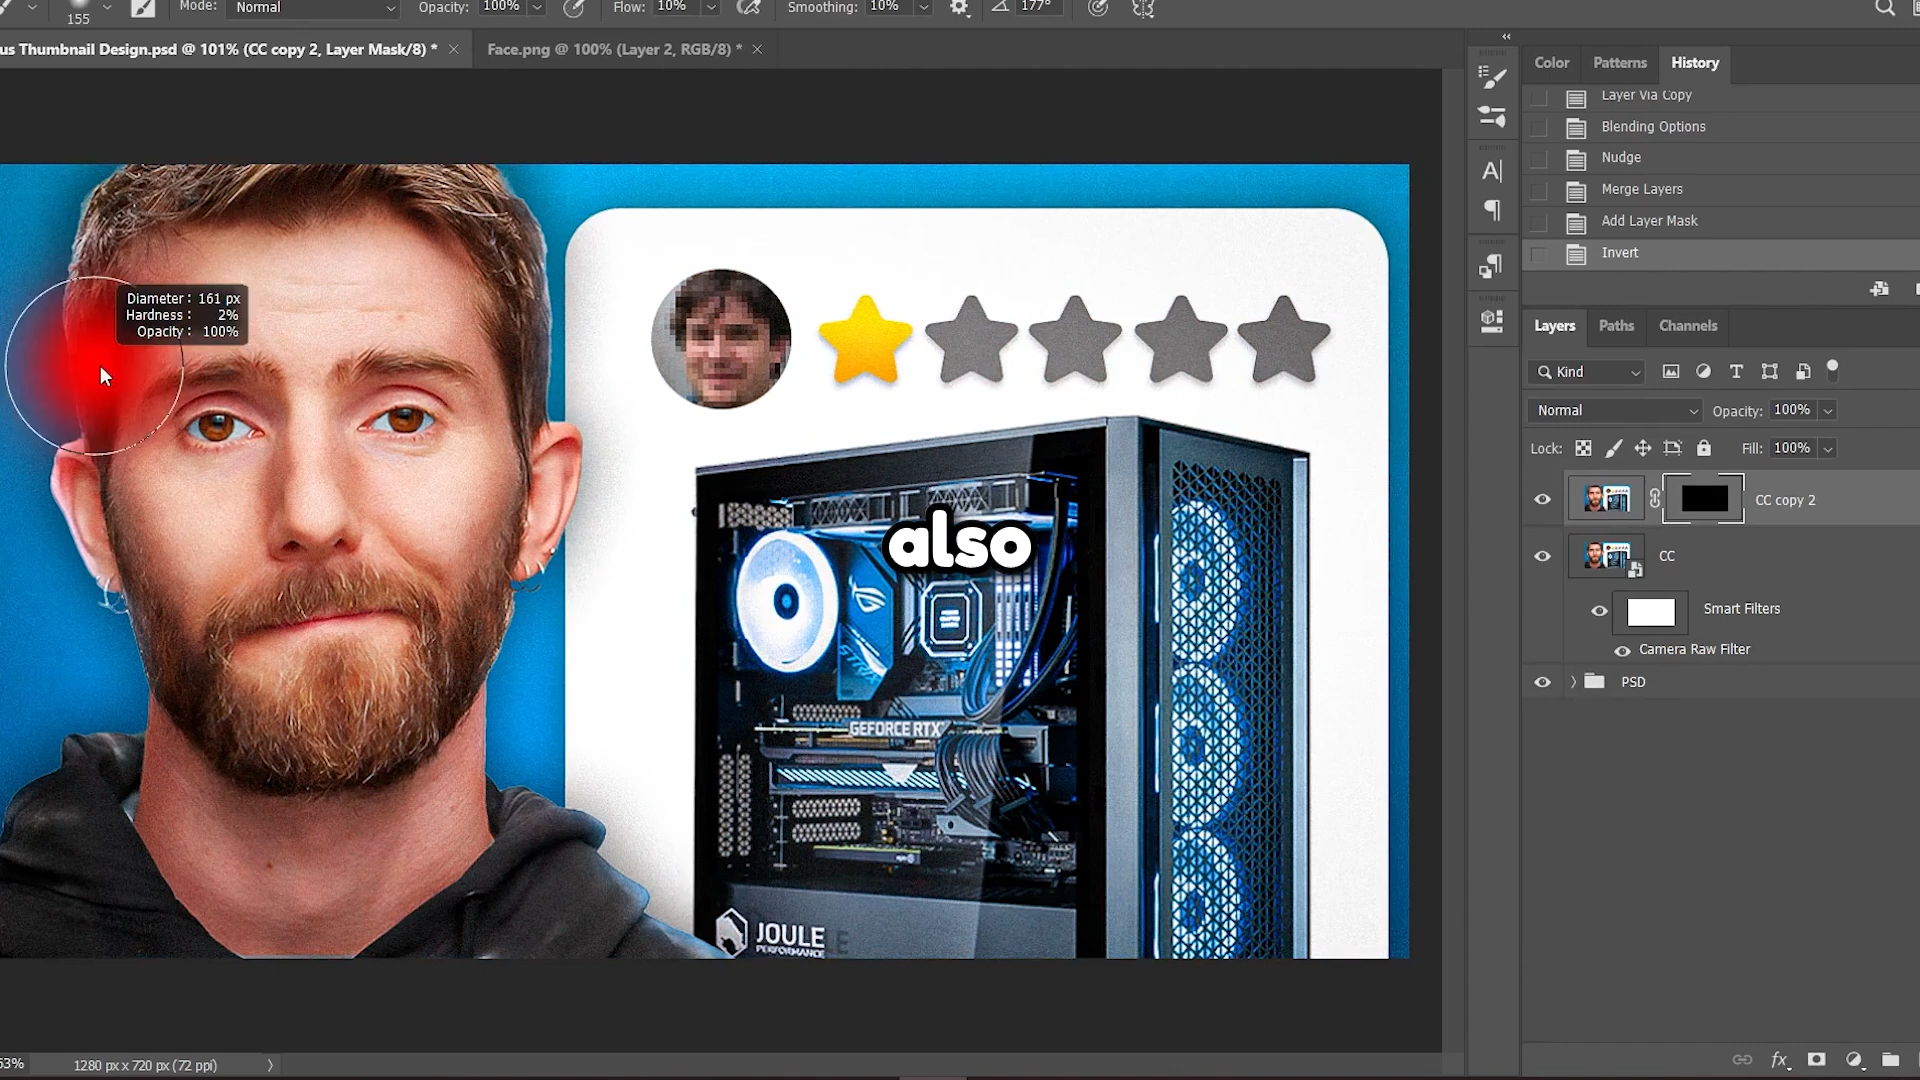 155
Mode:
Normal
Opacity:
100%
Flow:
10%
Smoothing:
10%
177°
us Thumbnail Design.psd @ 101% (CC copy 2, Layer Mask/8) *
Face.png @ 100% (Layer 2, RGB/8) *
Color
Patterns
History
Layer Via Copy
Blending Options
Nudge
Merge Layers
Add Layer Mask
Invert
Diameter: 161 px
Hardness: 2%
Opacity: 100%
Layers
Paths
Channels
Kind
Normal
Opacity:
100%
Lock:
Fill:
100%
CC copy 2
CC
Smart Filters
Camera Raw Filter
PSD
also
STRIX
GEFORCE RTX
JOULE
PERFORMANCE
53%
1280 px x 720 px (72 ppi)